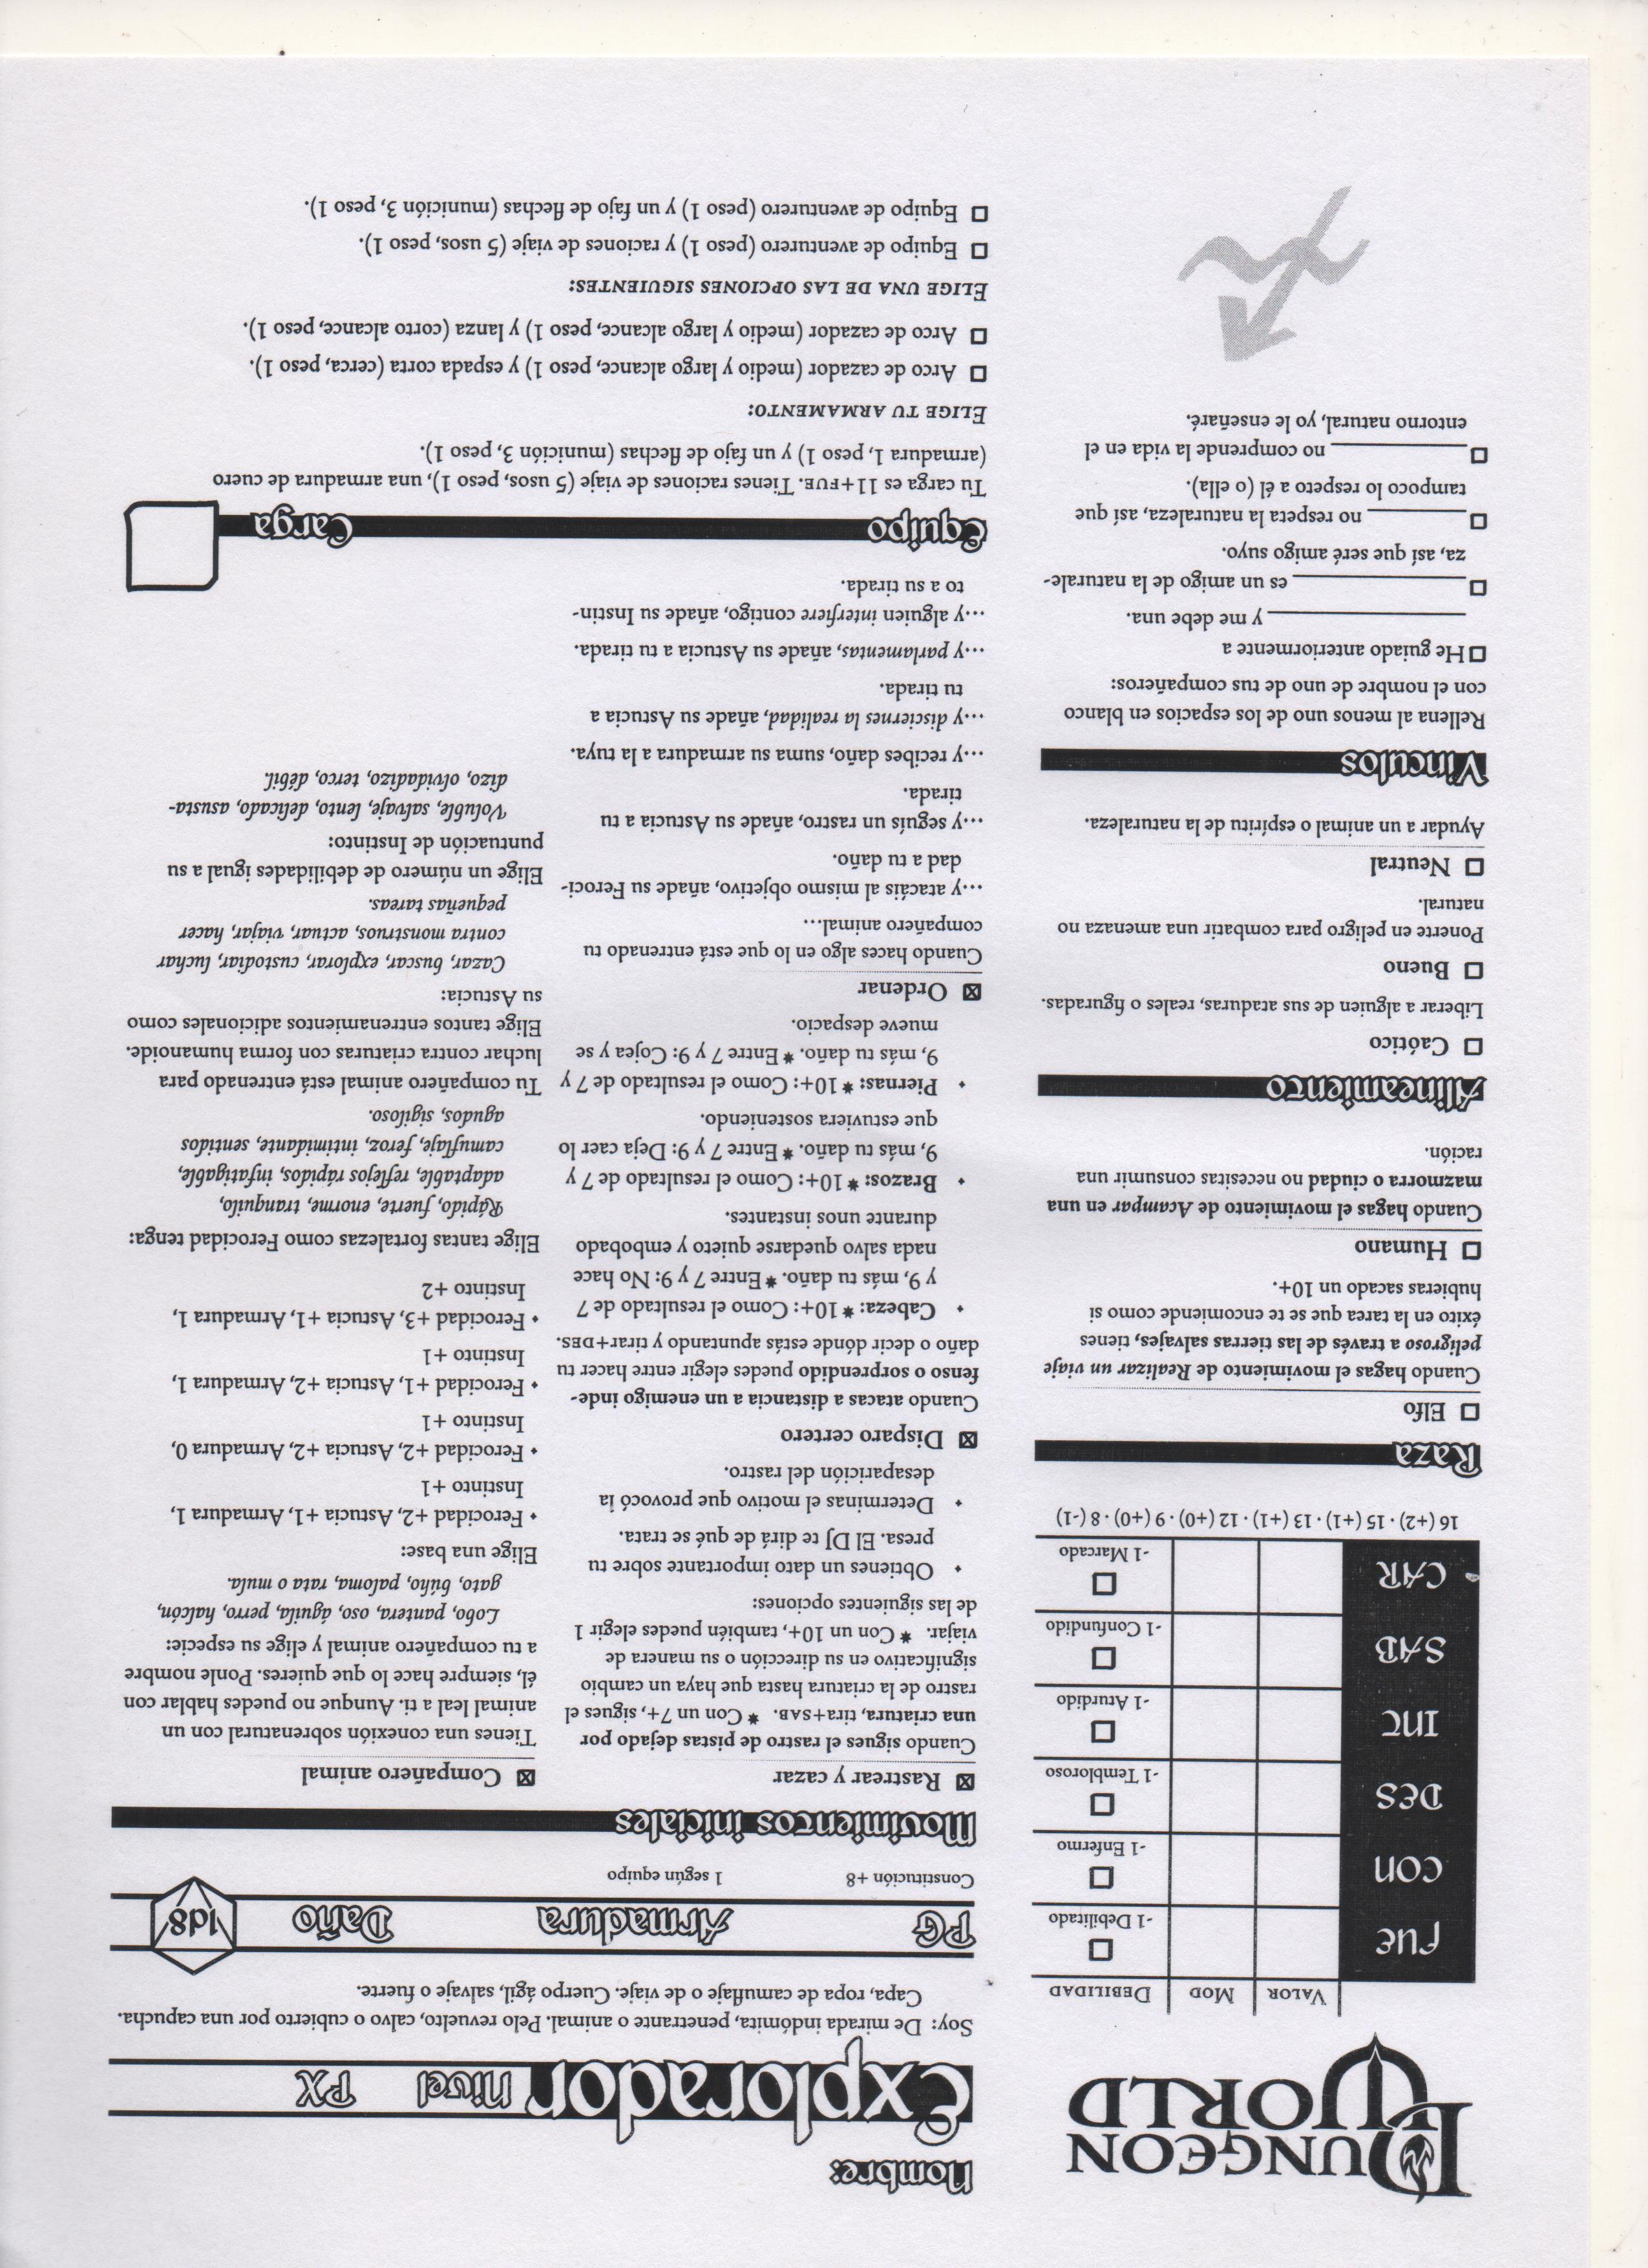 DUNGEON
WORLD
VALOR MOD DEBILIDAD
FUE
-1 Debilitado
CON
-1 Enfermo
DES
-1 Tembloroso
INT
-1 Aturdido
SAB
-1 Confundido
CAR
-1 Marcado
16 (+2) · 15 (+1) · 13 (+1) · 12 (+0) · 9 (+0) · 8 (-1)
Raza
Elfo
Cuando hagas el movimiento de Realizar un viaje
peligroso a través de las tierras salvajes, tienes
éxito en la tarea que se te encomiende como si
hubieras sacado un 10+.
Humano
Cuando hagas el movimiento de Acampar en una
mazmorra o ciudad no necesitas consumir una
ración.
Alineamiento
Caótico
Liberar a alguien de sus ataduras, reales o figuradas.
Bueno
Ponerte en peligro para combatir una amenaza no
natural.
Neutral
Ayudar a un animal o espíritu de la naturaleza.
Vinculos
Rellena al menos uno de los espacios en blanco
con el nombre de uno de tus compañeros:
He guiado anteriormente a
____________________ y me debe una.
__________________ es un amigo de la naturale-
za, así que seré amigo suyo.
__________ no respeta la naturaleza, así que
tampoco lo respeto a él (o ella).
______________ no comprende la vida en el
entorno natural, yo le enseñaré.
Nombre:
Explorador Nivel PX
Soy: De mirada indómita, penetrante o animal. Pelo revuelto, calvo o cubierto por una capucha.
Capa, ropa de camuflaje o de viaje. Cuerpo ágil, salvaje o fuerte.
PG Armadura Daño 1d8
Constitución +8 1 según equipo
Movimientos iniciales
Rastrear y cazar
Cuando sigues el rastro de pistas dejado por
una criatura, tira+SAB. * Con un 7+, sigues el
rastro de la criatura hasta que haya un cambio
significativo en su dirección o su manera de
viajar. * Con un 10+, también puedes elegir 1
de las siguientes opciones:
• Obtienes un dato importante sobre tu
presa. El DJ te dirá de qué se trata.
• Determinas el motivo que provocó la
desaparición del rastro.
Disparo certero
Cuando atacas a distancia a un enemigo inde-
fenso o sorprendido puedes elegir entre hacer tu
daño o decir dónde estás apuntando y tirar+DES.
• Cabeza: * 10+: Como el resultado de 7
y 9, más tu daño. * Entre 7 y 9: No hace
nada salvo quedarse quieto y embobado
durante unos instantes.
• Brazos: * 10+: Como el resultado de 7 y
9, más tu daño. * Entre 7 y 9: Deja caer lo
que estuviera sosteniendo.
• Piernas: * 10+: Como el resultado de 7 y
9, más tu daño. * Entre 7 y 9: Cojea y se
mueve despacio.
Ordenar
Cuando haces algo en lo que está entrenado tu
compañero animal...
...y atacáis al mismo objetivo, añade su Feroci-
dad a tu daño.
...y seguís un rastro, añade su Astucia a tu
tirada.
...y recibes daño, suma su armadura a la tuya.
...y disciernes la realidad, añade su Astucia a
tu tirada.
...y parlamentas, añade su Astucia a tu tirada.
...y alguien interfiere contigo, añade su Instin-
to a su tirada.
Compañero animal
Tienes una conexión sobrenatural con un
animal leal a ti. Aunque no puedes hablar con
él, siempre hace lo que quieres. Ponle nombre
a tu compañero animal y elige su especie:
Lobo, pantera, oso, águila, perro, halcón,
gato, búho, paloma, rata o mula.
Elige una base:
• Ferocidad +2, Astucia +1, Armadura 1,
Instinto +1
• Ferocidad +2, Astucia +2, Armadura 0,
Instinto +1
• Ferocidad +1, Astucia +2, Armadura 1,
Instinto +1
• Ferocidad +3, Astucia +1, Armadura 1,
Instinto +2
Elige tantas fortalezas como Ferocidad tenga:
Rápido, fuerte, enorme, tranquilo,
adaptable, reflejos rápidos, infatigable,
camuflaje, feroz, intimidante, sentidos
agudos, sigiloso.
Tu compañero animal está entrenado para
luchar contra criaturas con forma humanoide.
Elige tantos entrenamientos adicionales como
su Astucia:
Cazar, buscar, explorar, custodiar, luchar
contra monstruos, actuar, viajar, hacer
pequeñas tareas.
Elige un número de debilidades igual a su
puntuación de Instinto:
Voluble, salvaje, lento, delicado, asusta-
dizo, olvidadizo, terco, débil.
Equipo Carga
Tu carga es 11+FUE. Tienes raciones de viaje (5 usos, peso 1), una armadura de cuero
(armadura 1, peso 1) y un fajo de flechas (munición 3, peso 1).
ELIGE TU ARMAMENTO:
Arco de cazador (medio y largo alcance, peso 1) y espada corta (cerca, peso 1).
Arco de cazador (medio y largo alcance, peso 1) y lanza (corto alcance, peso 1).
ELIGE UNA DE LAS OPCIONES SIGUIENTES:
Equipo de aventurero (peso 1) y raciones de viaje (5 usos, peso 1).
Equipo de aventurero (peso 1) y un fajo de flechas (munición 3, peso 1).